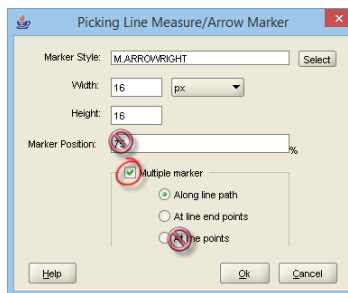 Picking Line Measure/Arrow Marker
Marker Style: M.ARROWRIGHT Select
Width: 16 px
Height: 16
Marker Position: 75 %
Multiple marker
Along line path
At line end points
At line points
Help Ok Cancel